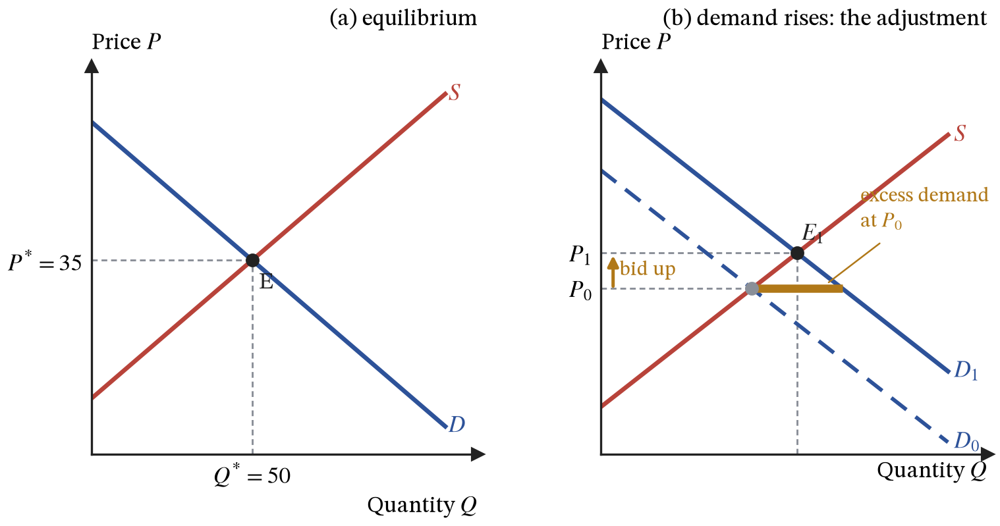 (a) equilibrium
Price P
S
P* = 35
E
D
Q* = 50
Quantity Q
(b) demand rises: the adjustment
Price P
S
excess demand
at P₀
E₁
P₁
bid up
P₀
D₁
D₀
Quantity Q